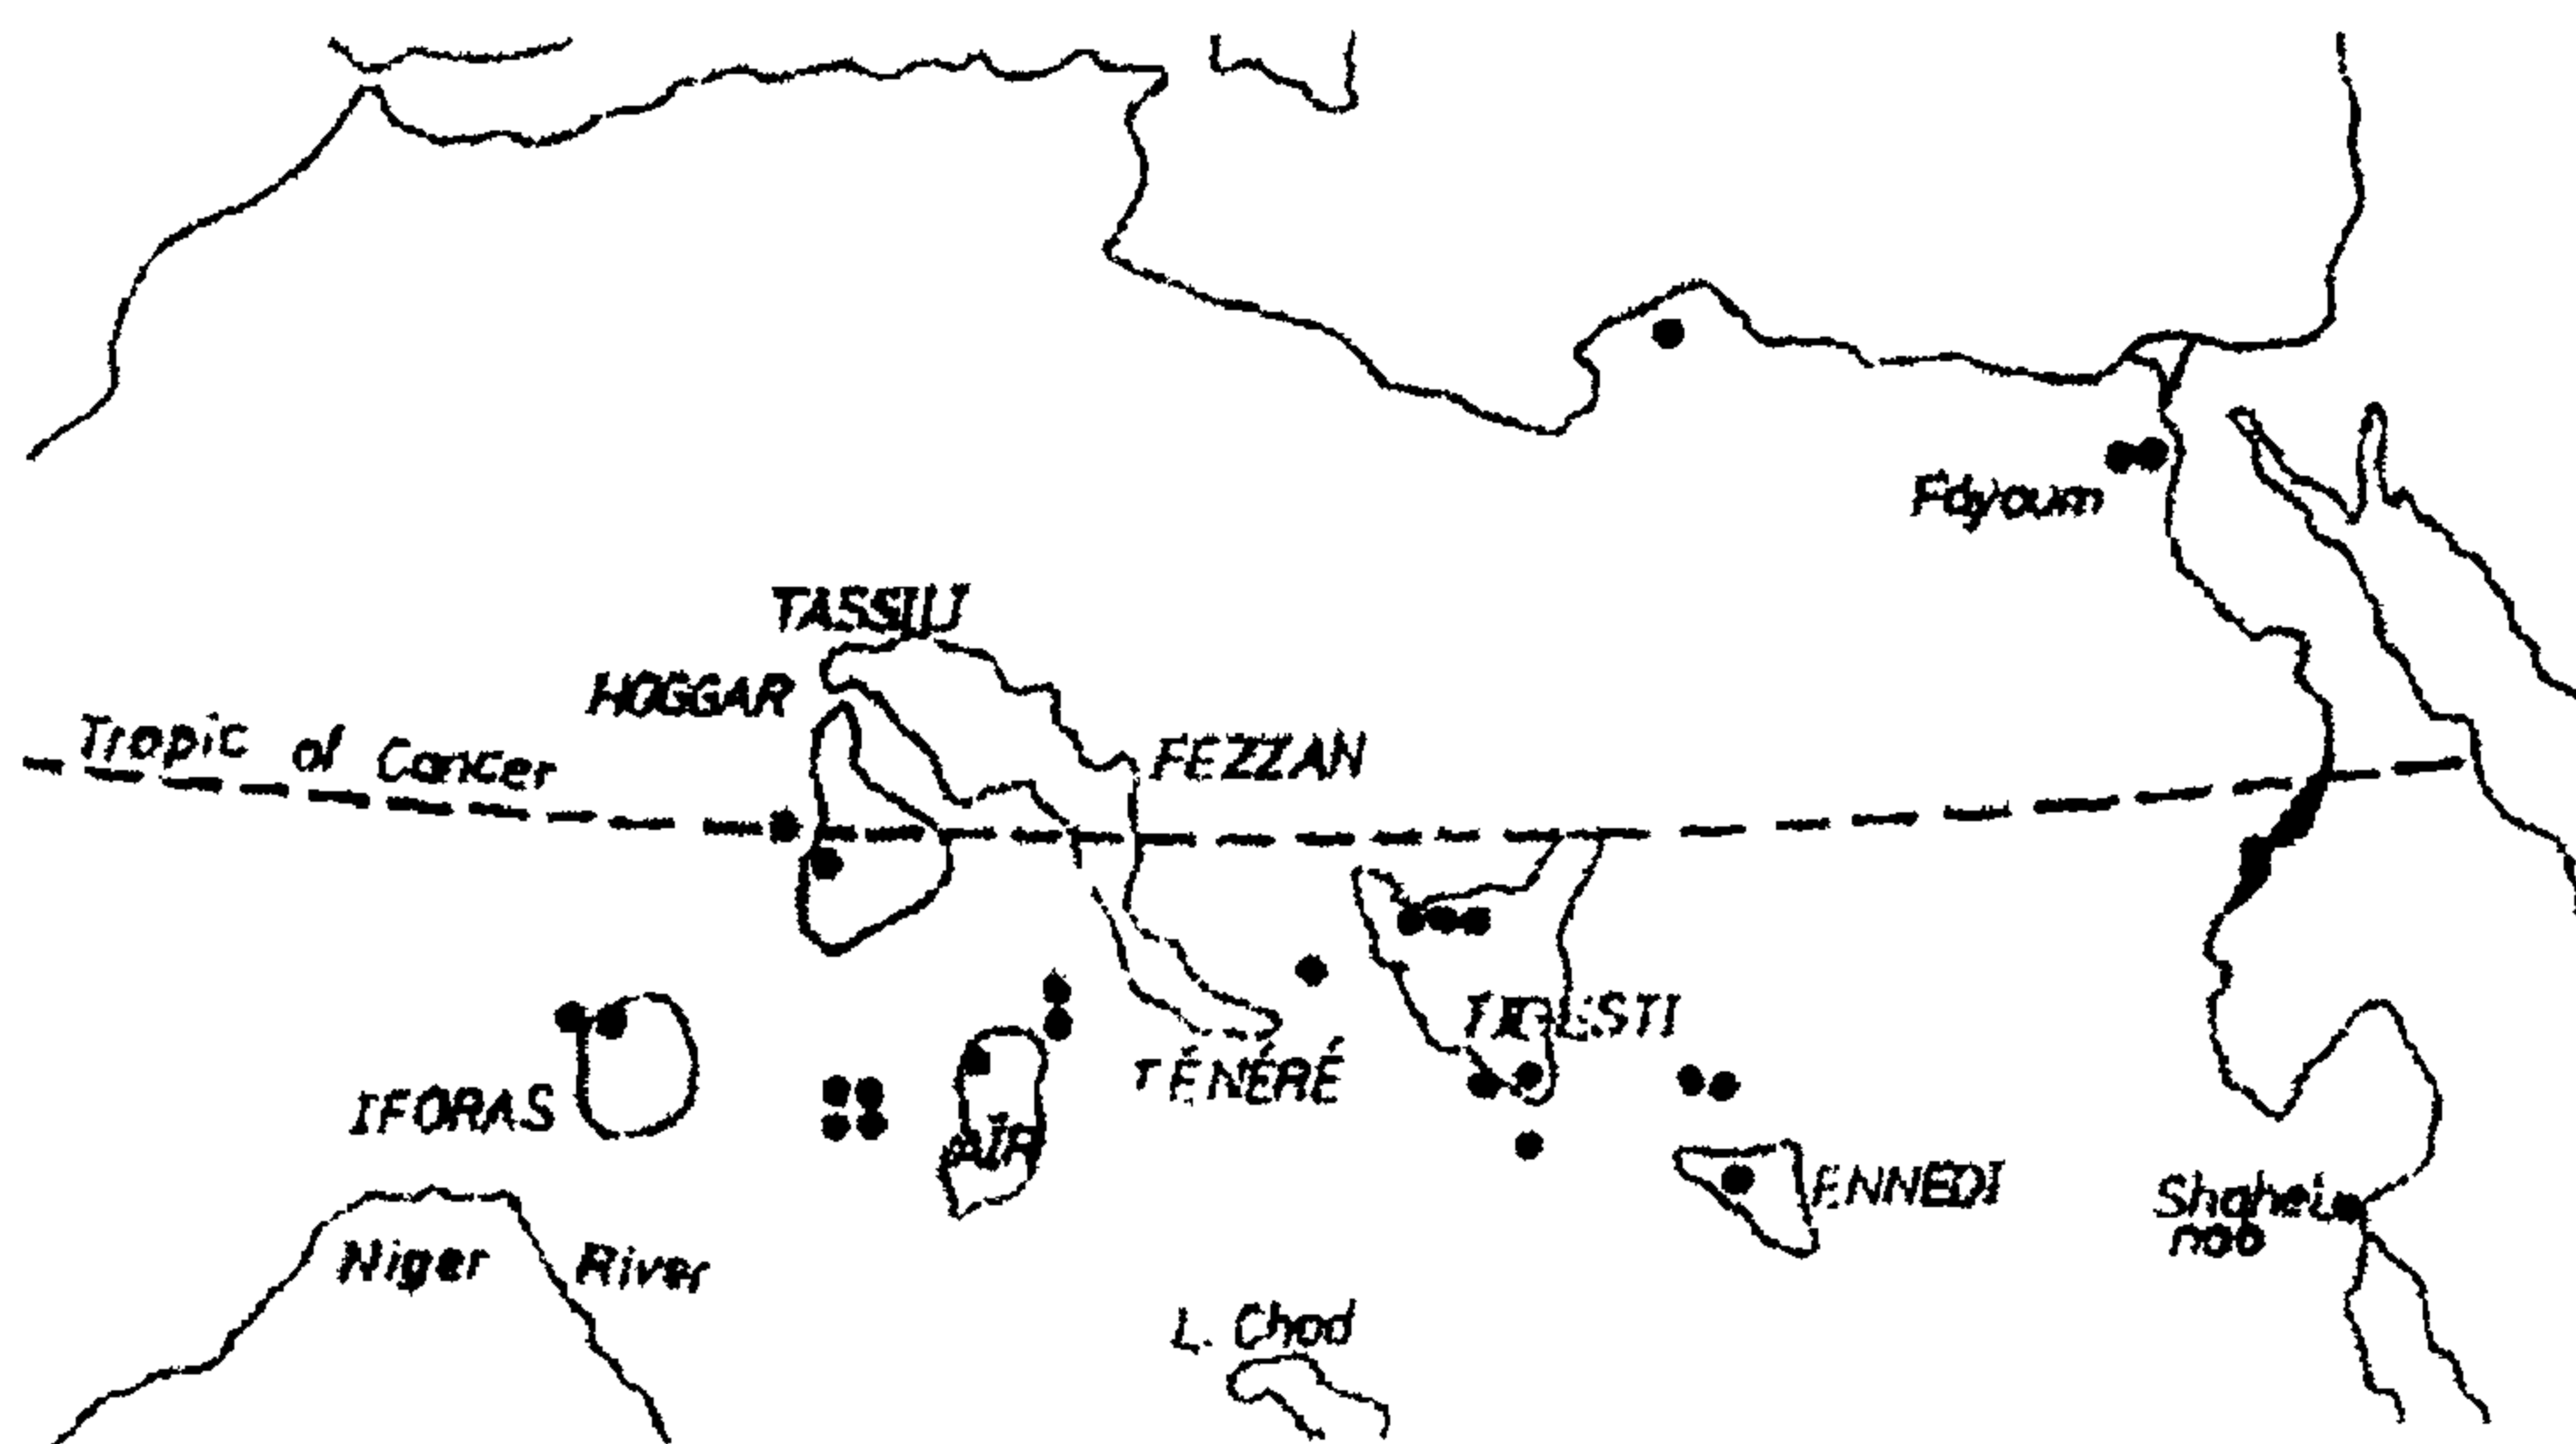 Fayoum
TASSILI
HOGGAR
Tropic of Cancer
FEZZAN
TIBESTI
TÉNÉRÉ
IFORAS
AÏR
ENNEDI
Shaheinab
Niger River
L. Chad